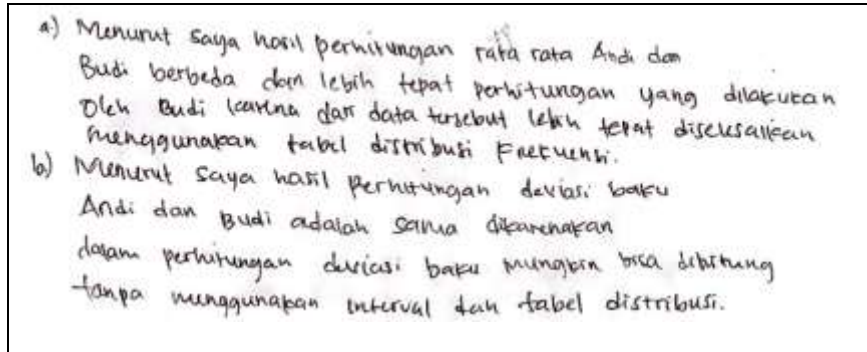 a) Menurut saya hasil perhitungan rata rata Andi dan
Budi berbeda dan lebih tepat perhitungan yang dilakukan
Oleh Budi karena dari data tersebut lebih tepat diselesaikan
menggunakan tabel distribusi Frekuensi.
b) Menurut saya hasil perhitungan deviasi baku
Andi dan Budi adalah sama dikarenakan
dalam perhitungan deviasi baku mungkin bisa dihitung
tanpa menggunakan interval dan tabel distribusi.